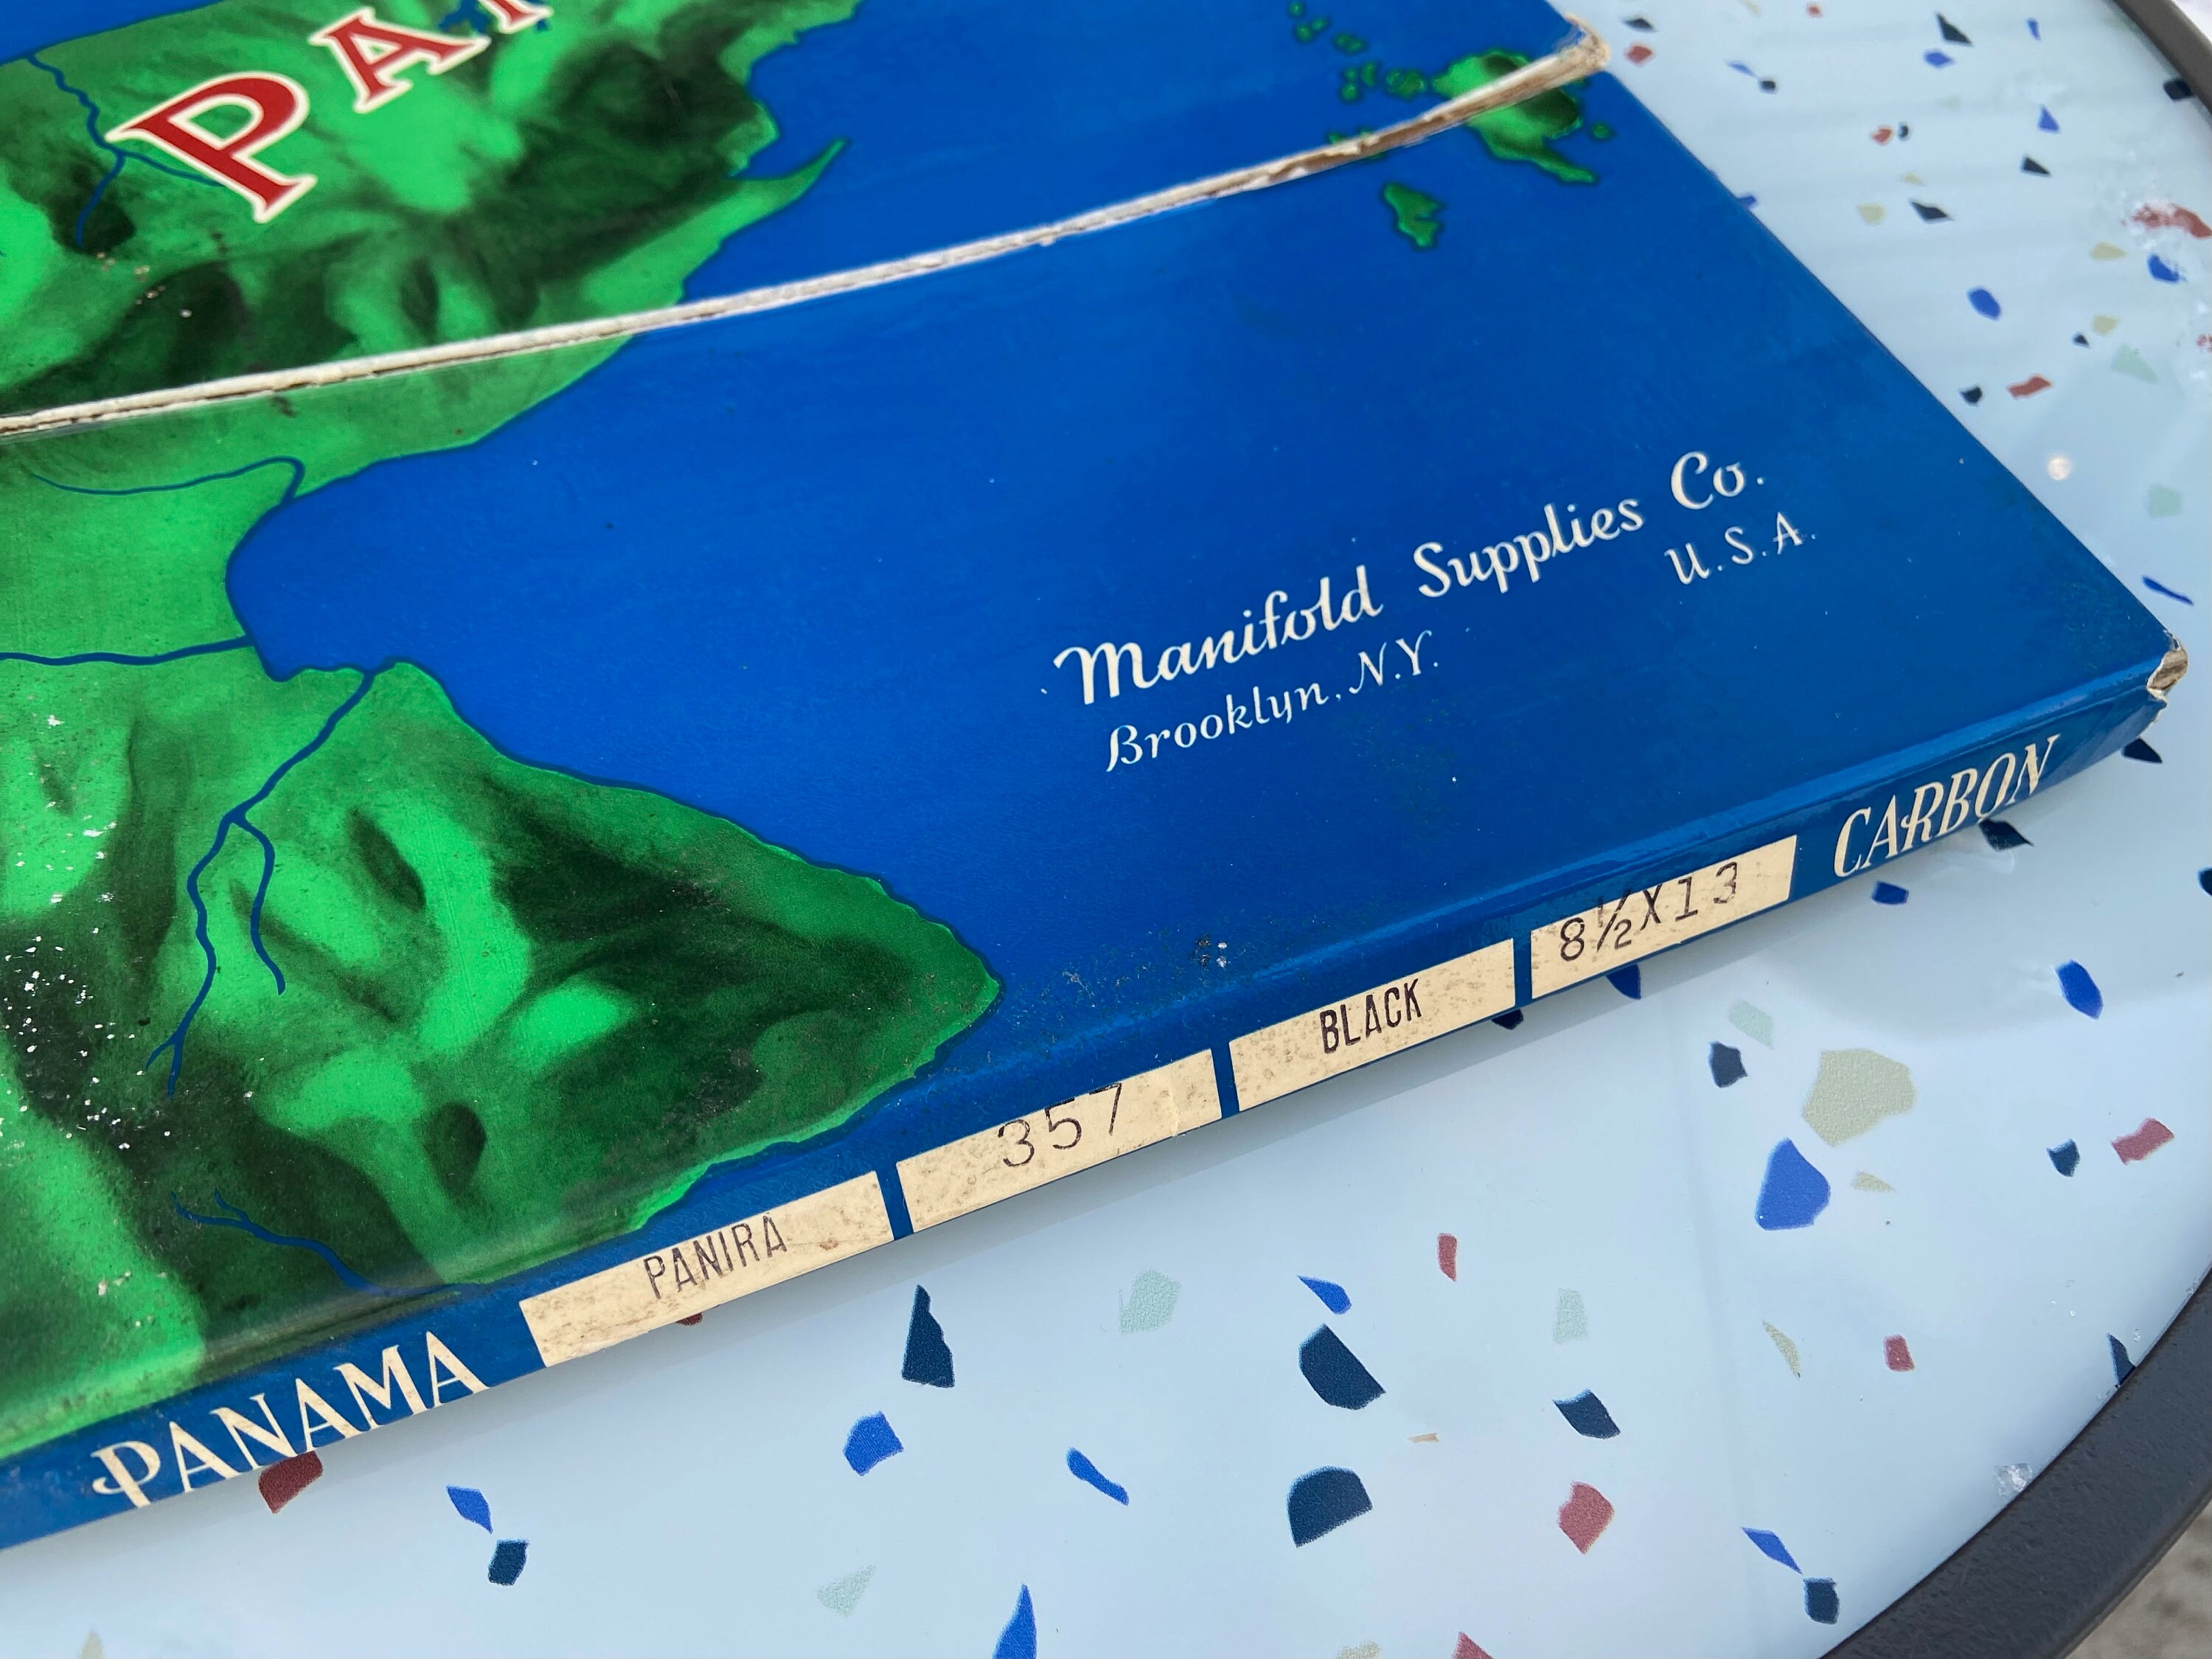 PA
Manifold Supplies Co.
Brooklyn, N.Y. U.S.A.
PANAMA PANIRA 357 BLACK 8½X13 CARBON